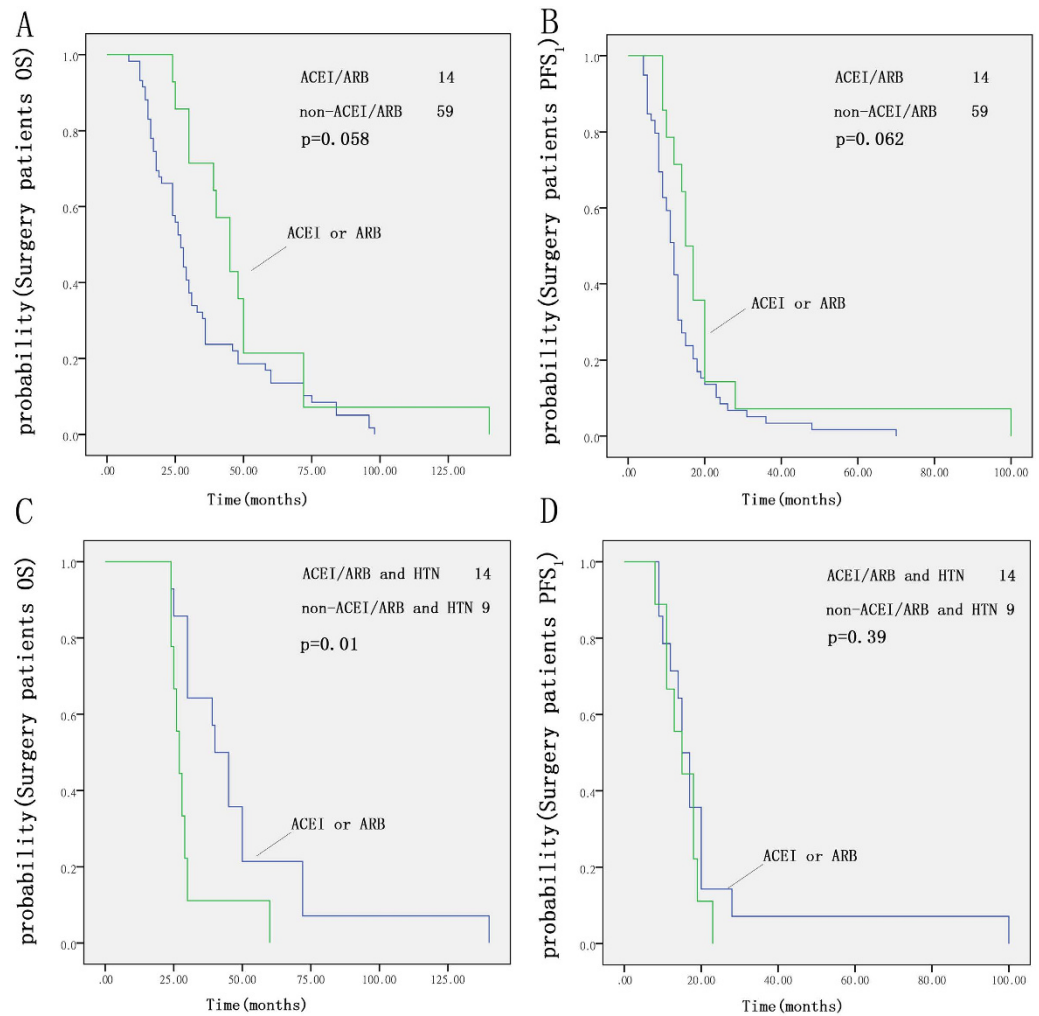 A
probability(Surgery patients OS)
1.0
0.8
0.6
0.4
0.2
0.0
ACEI/ARB 14
non-ACEI/ARB 59
p=0.058
ACEI or ARB
.00 25.00 50.00 75.00 100.00 125.00
Time(months)
B
probability(Surgery patients PFS1)
1.0
0.8
0.6
0.4
0.2
0.0
ACEI/ARB 14
non-ACEI/ARB 59
p=0.062
ACEI or ARB
.00 20.00 40.00 60.00 80.00 100.00
Time(months)
C
probability(Surgery patients OS)
1.0
0.8
0.6
0.4
0.2
0.0
ACEI/ARB and HTN 14
non-ACEI/ARB and HTN 9
p=0.01
ACEI or ARB
.00 25.00 50.00 75.00 100.00 125.00
Time(months)
D
probability(Surgery patients PFS1)
1.0
0.8
0.6
0.4
0.2
0.0
ACEI/ARB and HTN 14
non-ACEI/ARB and HTN 9
p=0.39
ACEI or ARB
.00 20.00 40.00 60.00 80.00 100.00
Time(months)